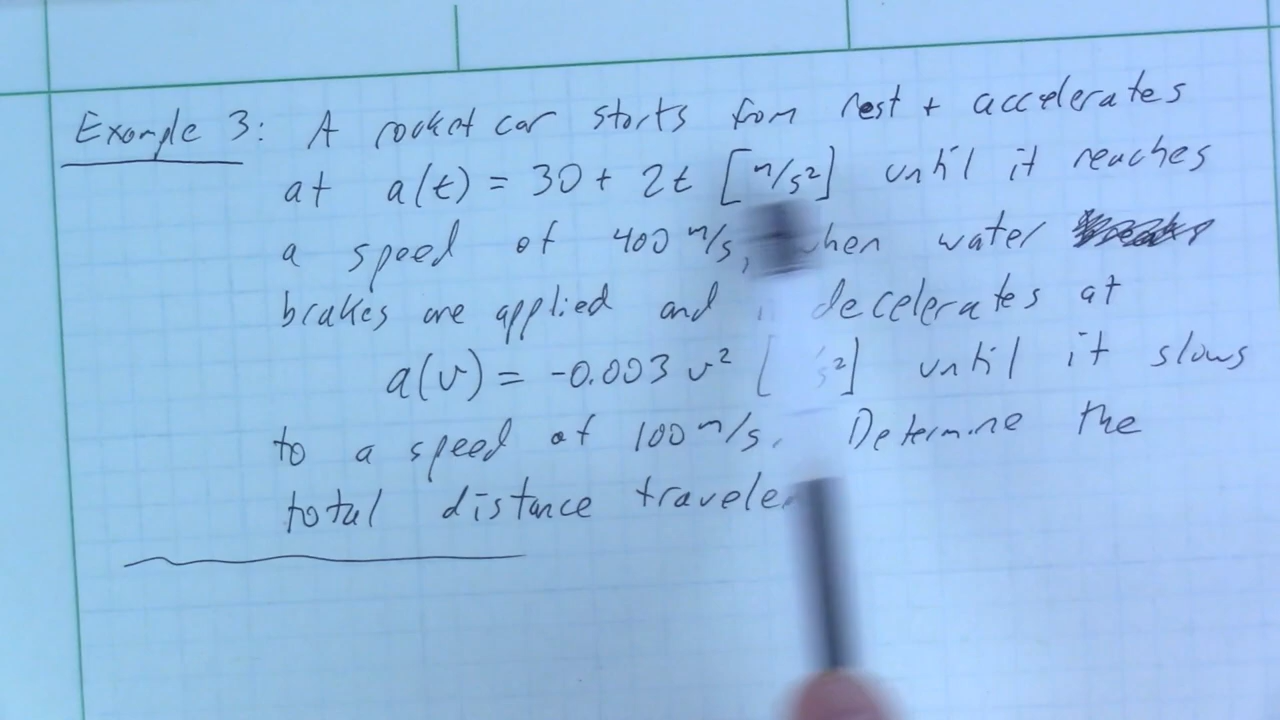 Example 3: A rocket car starts from rest + accelerates
at a(t) = 30 + 2t [m/s²] until it reaches
a speed of 400 m/s, when water
brakes are applied and decelerates at
a(v) = -0.003 v² [ s²] until it slows
to a speed of 100 m/s. Determine the
total distance